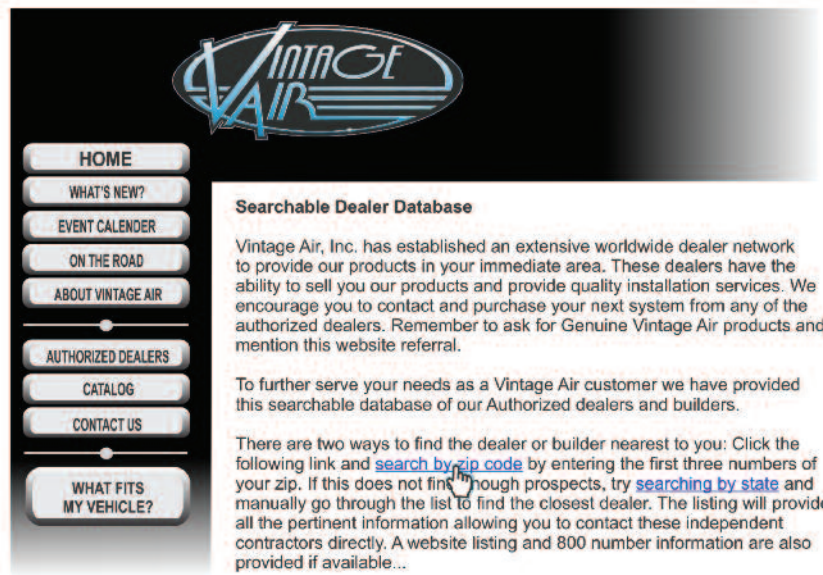 VINTAGE
AIR
HOME
WHAT'S NEW?
EVENT CALENDER
ON THE ROAD
ABOUT VINTAGE AIR
AUTHORIZED DEALERS
CATALOG
CONTACT US
WHAT FITS
MY VEHICLE?
Searchable Dealer Database
Vintage Air, Inc. has established an extensive worldwide dealer network
to provide our products in your immediate area. These dealers have the
ability to sell you our products and provide quality installation services. We
encourage you to contact and purchase your next system from any of the
authorized dealers. Remember to ask for Genuine Vintage Air products and
mention this website referral.
To further serve your needs as a Vintage Air customer we have provided
this searchable database of our Authorized dealers and builders.
There are two ways to find the dealer or builder nearest to you: Click the
following link and search by zip code by entering the first three numbers of
your zip. If this does not find enough prospects, try searching by state and
manually go through the list to find the closest dealer. The listing will provide
all the pertinent information allowing you to contact these independent
contractors directly. A website listing and 800 number information are also
provided if available...